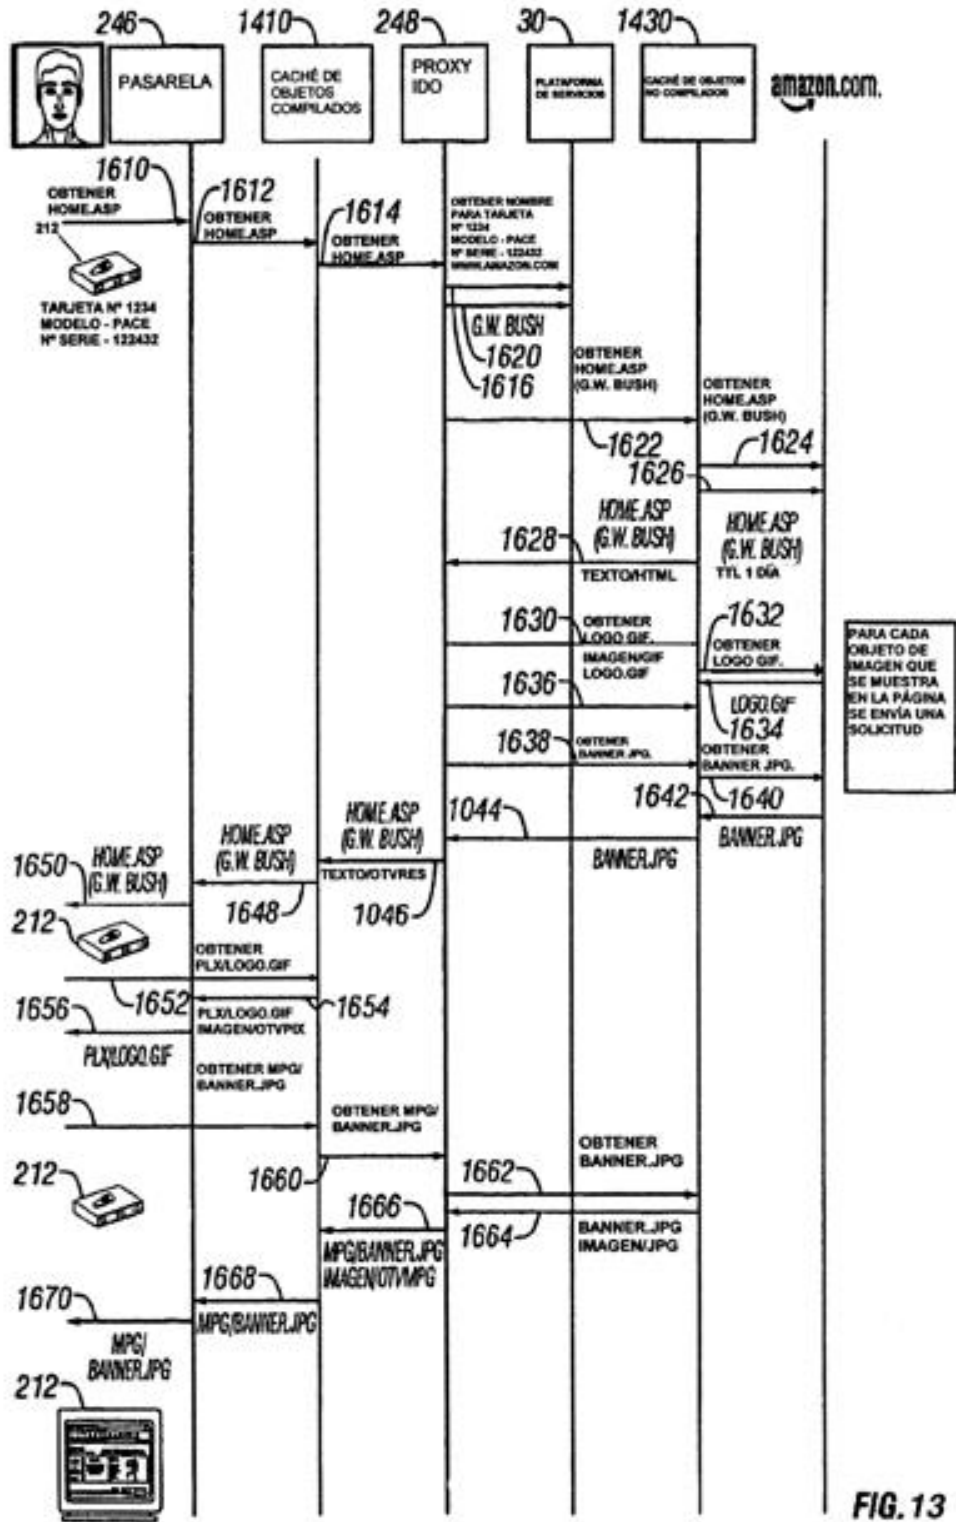 246
1410
248
30
1430
PASARELA
CACHÉ DE
OBJETOS
COMPILADOS
PROXY
IDO
PLATAFORMA
DE SERVICIOS
CACHÉ DE OBJETOS
NO COMPILADOS
amazon.com.
1610
OBTENER
HOME.ASP
212
TARJETA Nº 1234
MODELO - PACE
Nº SERIE - 122432
1612
OBTENER
HOME.ASP
1614
OBTENER
HOME.ASP
OBTENER NOMBRE
PARA TARJETA
Nº 1234
MODELO - PACE
Nº SERIE - 122432
WWW.AMAZON.COM
G.W. BUSH
1620
1616
OBTENER
HOME.ASP
(G.W. BUSH)
1622
OBTENER
HOME.ASP
(G.W. BUSH)
1624
1626
HOME.ASP
(G.W. BUSH)
1628
TEXTO/HTML
HOME.ASP
(G.W. BUSH)
TTL 1 DÍA
1630
OBTENER
LOGO GIF.
1632
OBTENER
LOGO GIF.
IMAGEN/GIF
LOGO.GIF
1636
LOGO.GIF
1634
PARA CADA
OBJETO DE
IMAGEN QUE
SE MUESTRA
EN LA PÁGINA
SE ENVÍA UNA
SOLICITUD
1638
OBTENER
BANNER JPG.
OBTENER
BANNER JPG.
1640
1642
BANNER.JPG
1044
BANNER.JPG
HOME.ASP
(G.W. BUSH)
TEXTO/OTVRES
1046
HOME.ASP
(G.W. BUSH)
1648
1650
HOME.ASP
(G.W. BUSH)
212
OBTENER
PLX/LOGO.GIF
1652
1654
PLX/LOGO.GIF
IMAGEN/OTVPIX
1656
PLX/LOGO.GIF
OBTENER MPG/
BANNER.JPG
1658
OBTENER MPG/
BANNER.JPG
1660
OBTENER
BANNER.JPG
1662
212
1664
BANNER.JPG
IMAGEN/JPG
1666
MPG/BANNER.JPG
IMAGEN/OTVMPG
1668
MPG/BANNER.JPG
1670
MPG/
BANNER.JPG
212
FIG. 13